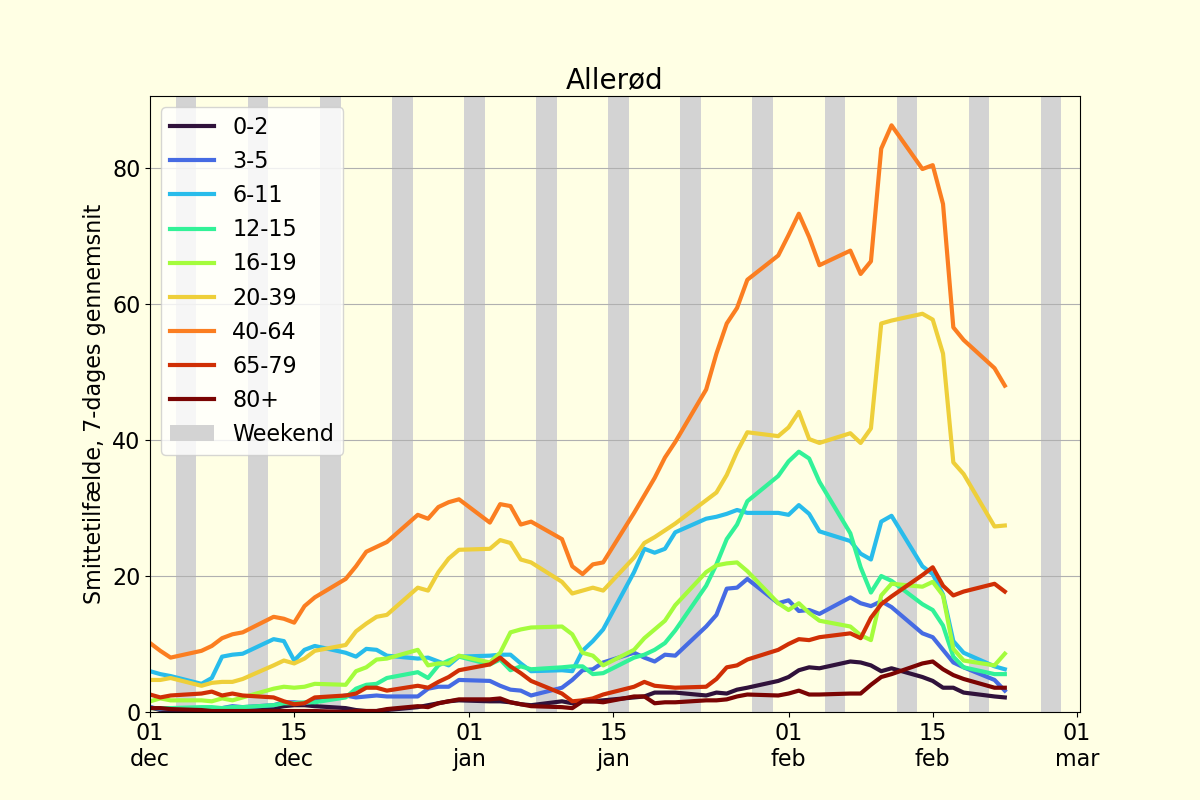 Allerød
Smittetilfælde, 7-dages gennemsnit
80
60
40
20
0
0-2
3-5
6-11
12-15
16-19
20-39
40-64
65-79
80+
Weekend
01 15 01 15 01 15 01
dec dec jan jan feb feb mar